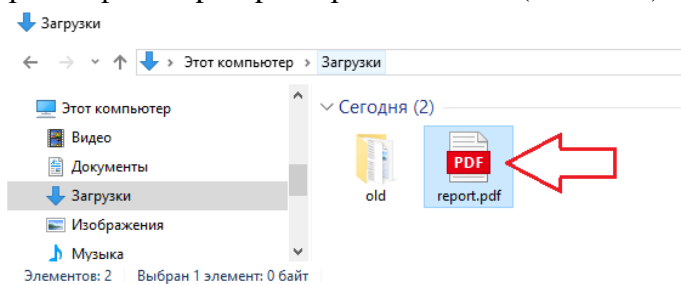 Загрузки
Этот компьютер > Загрузки
Этот компьютер
Видео
Документы
Загрузки
Изображения
Музыка
Сегодня (2)
PDF
old
report.pdf
Элементов: 2 Выбран 1 элемент: 0 байт